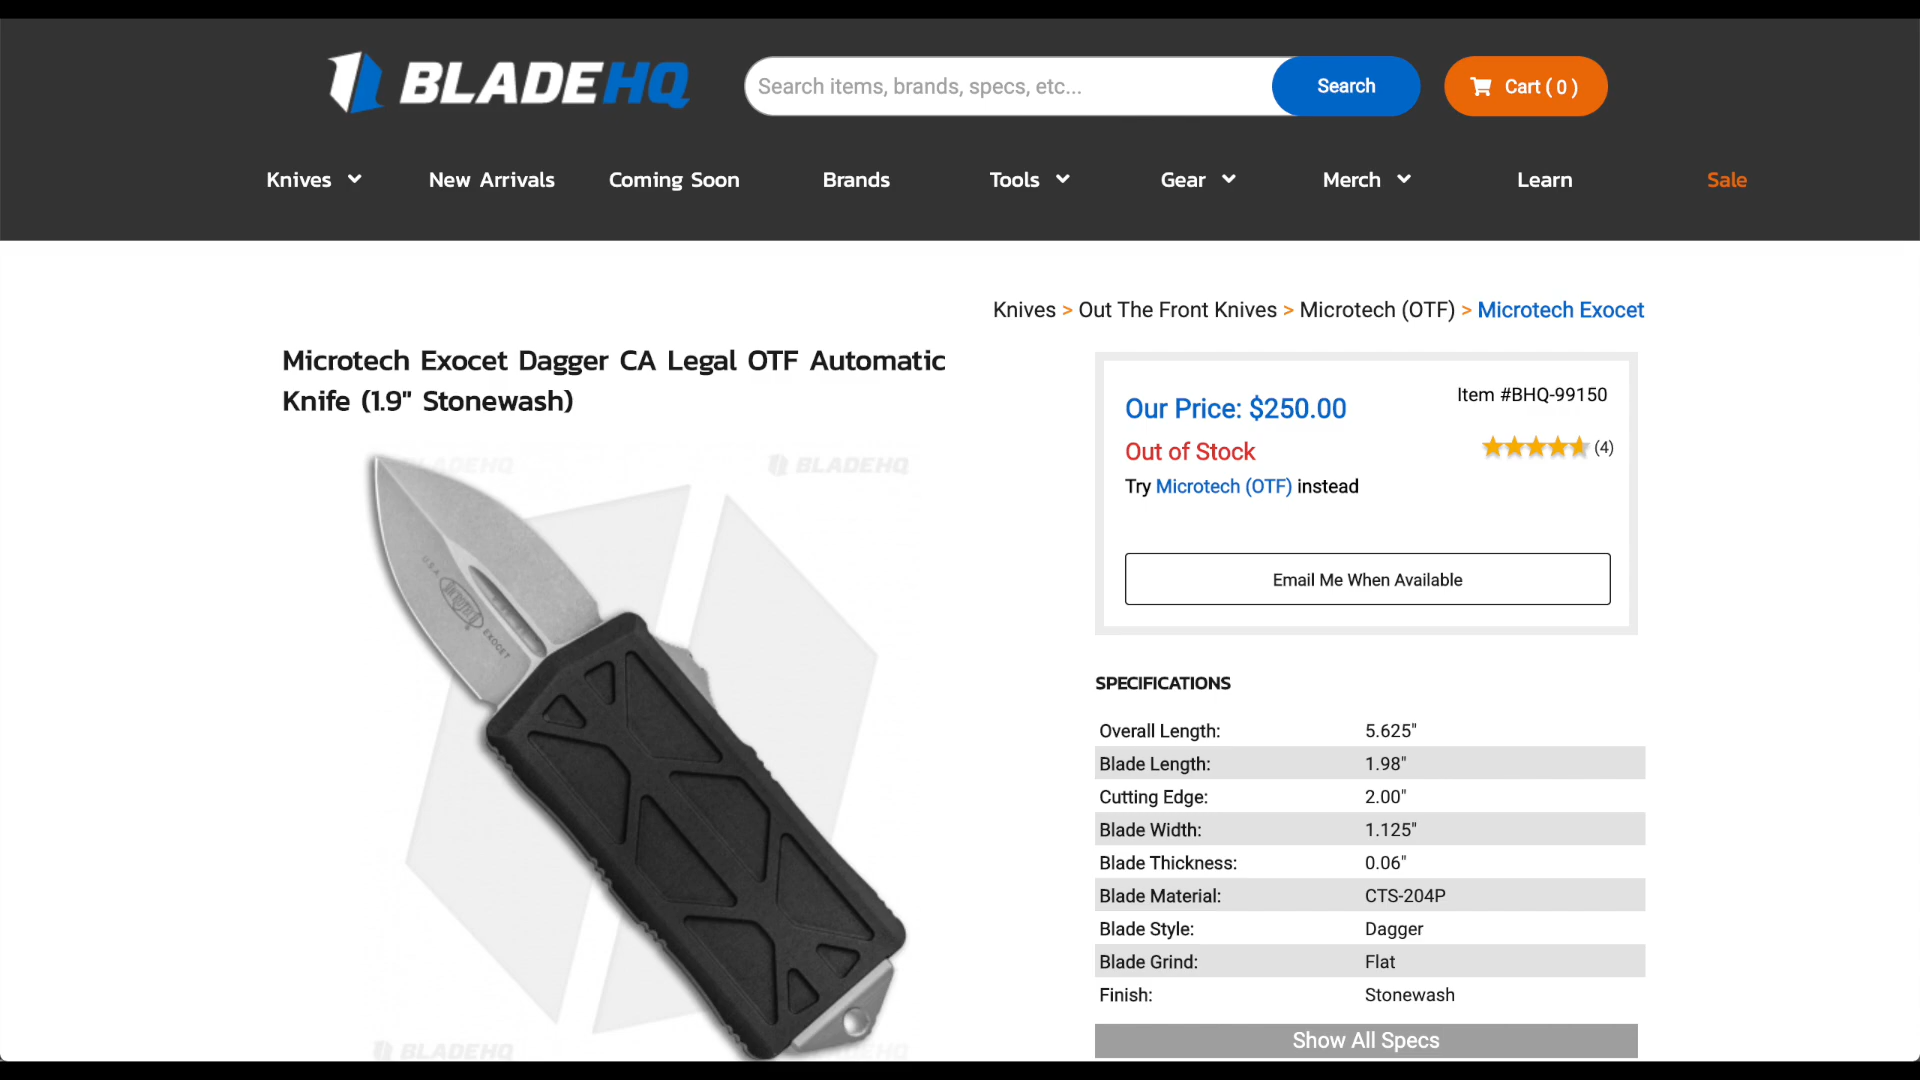 BLADEHQ
Search items, brands, specs, etc...
Search
Cart ( 0 )
Knives
New Arrivals
Coming Soon
Brands
Tools
Gear
Merch
Learn
Sale
Knives > Out The Front Knives > Microtech (OTF) > Microtech Exocet
Microtech Exocet Dagger CA Legal OTF Automatic
Knife (1.9" Stonewash)
BLADEHQ
BLADEHQ
U.S.A.
EXOCET
BLADEHQ
Our Price: $250.00
Item #BHQ-99150
Out of Stock
(4)
Try Microtech (OTF) instead
Email Me When Available
SPECIFICATIONS
Overall Length: 5.625"
Blade Length: 1.98"
Cutting Edge: 2.00"
Blade Width: 1.125"
Blade Thickness: 0.06"
Blade Material: CTS-204P
Blade Style: Dagger
Blade Grind: Flat
Finish: Stonewash
Show All Specs